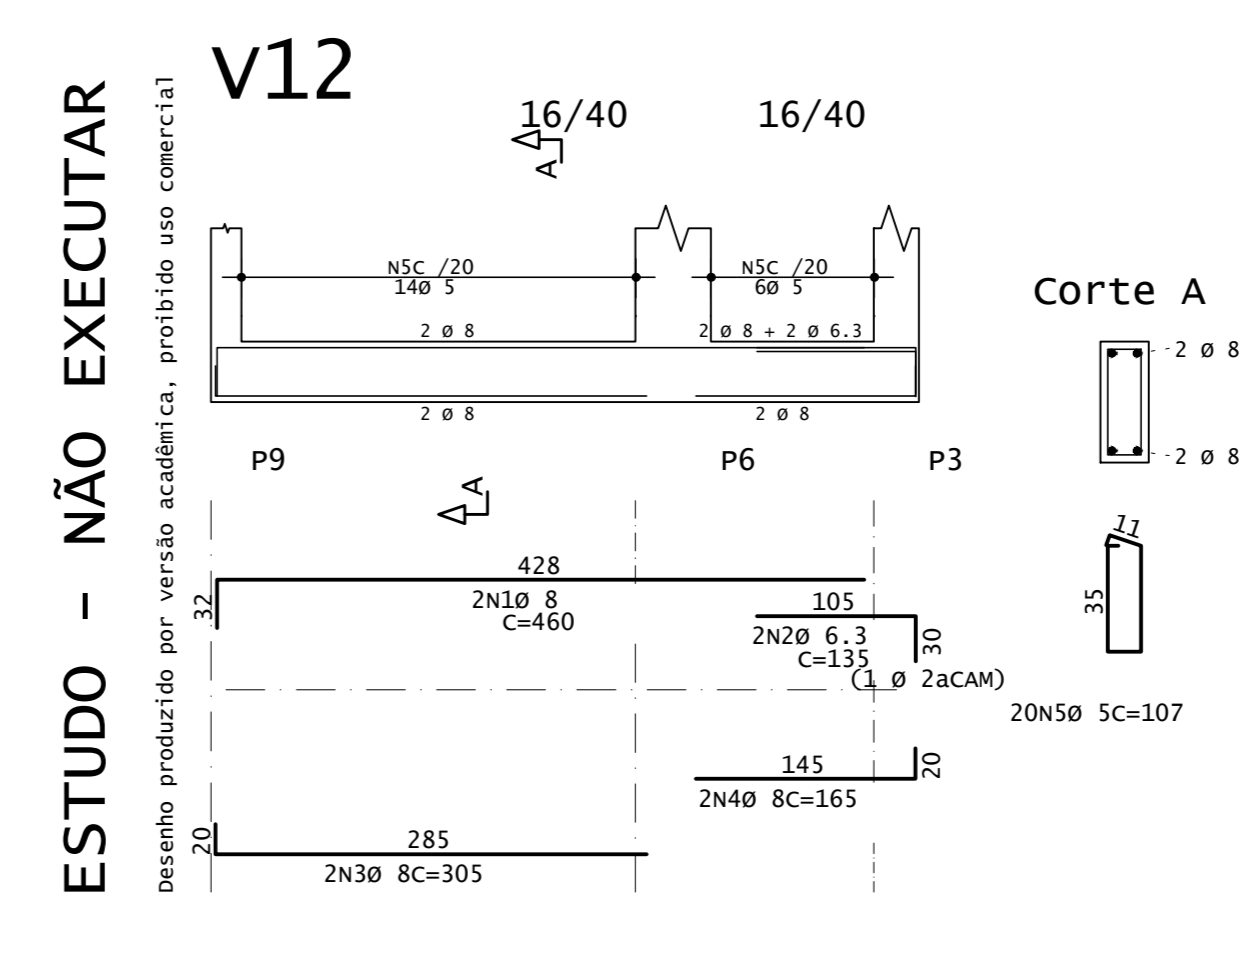 V12
16/40
16/40
A
ESTUDO - NÃO EXECUTAR
Desenho produzido por versão acadêmica, proibido uso comercial
N5C /20
14Ø 5
N5C /20
6Ø 5
2 Ø 8
2 Ø 8 + 2 Ø 6.3
2 Ø 8
2 Ø 8
P9
P6
P3
A
Corte A
2 Ø 8
2 Ø 8
11
35
20N5Ø 5C=107
428
32
2N1Ø 8
C=460
105
2N2Ø 6.3
C=135
30
(1 Ø 2aCAM)
145
20
2N4Ø 8C=165
285
20
2N3Ø 8C=305